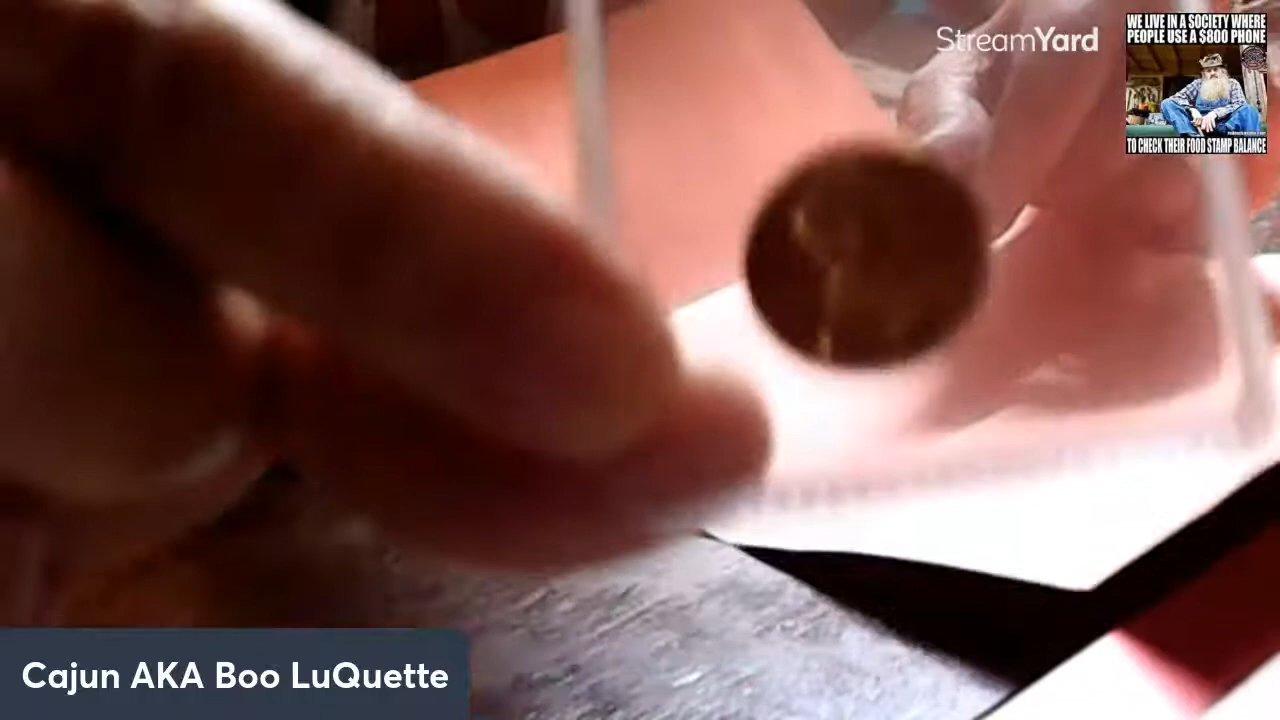 StreamYard
WE LIVE IN A SOCIETY WHERE
PEOPLE USE A $800 PHONE
TO CHECK THEIR FOOD STAMP BALANCE
Cajun AKA Boo LuQuette